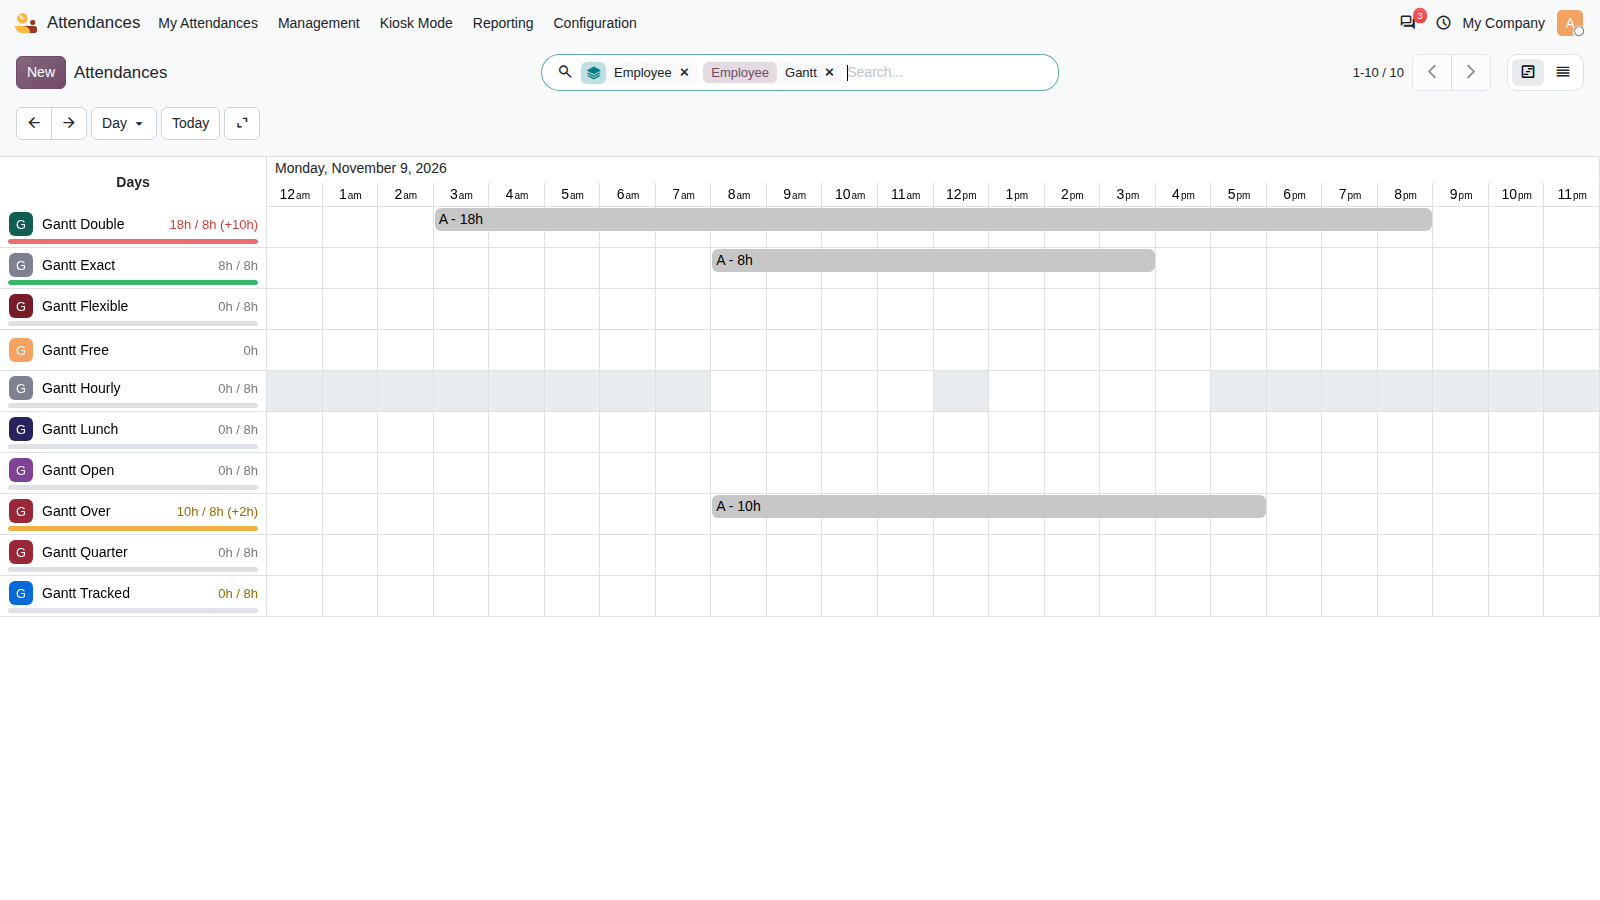 Attendances My Attendances Management Kiosk Mode Reporting Configuration 3 My Company A
New Attendances Employee × Employee Gantt × Search... 1-10 / 10
Day Today
Monday, November 9, 2026
Days 12am 1am 2am 3am 4am 5am 6am 7am 8am 9am 10am 11am 12pm 1pm 2pm 3pm 4pm 5pm 6pm 7pm 8pm 9pm 10pm 11pm
G Gantt Double 18h / 8h (+10h) A - 18h
G Gantt Exact 8h / 8h A - 8h
G Gantt Flexible 0h / 8h
G Gantt Free 0h
G Gantt Hourly 0h / 8h
G Gantt Lunch 0h / 8h
G Gantt Open 0h / 8h
G Gantt Over 10h / 8h (+2h) A - 10h
G Gantt Quarter 0h / 8h
G Gantt Tracked 0h / 8h